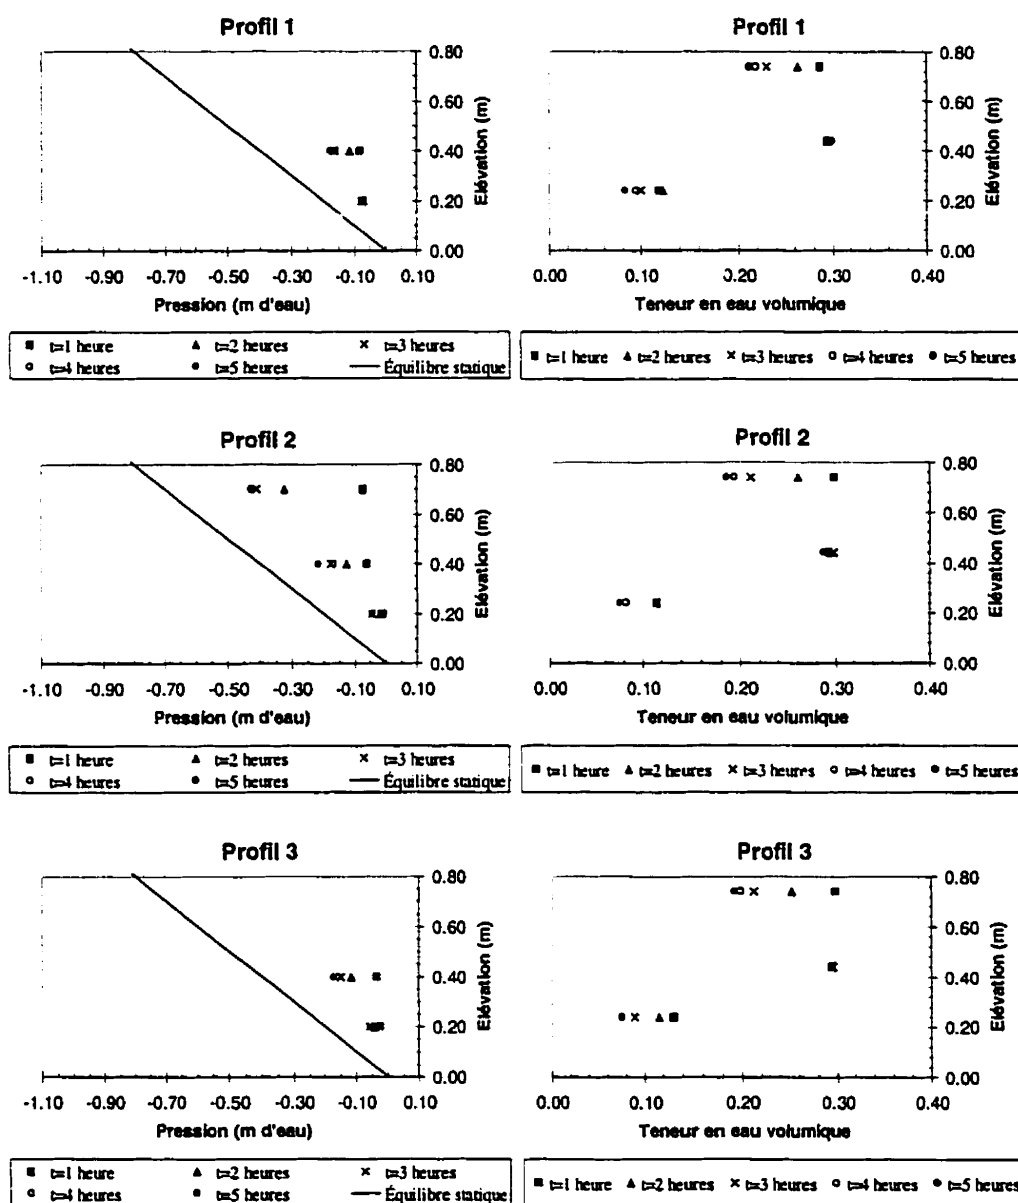 Profil 1
0.80
0.60
0.40
0.20
0.00
Elévation (m)
-1.10 -0.90 -0.70 -0.50 -0.30 -0.10 0.10
Pression (m d'eau)
t=1 heure t=2 heures t=3 heures
t=4 heures t=5 heures Équilibre statique
Profil 1
0.80
0.60
0.40
0.20
0.00
Elévation (m)
0.00 0.10 0.20 0.30 0.40
Teneur en eau volumique
t=1 heure t=2 heures t=3 heures t=4 heures t=5 heures
Profil 2
0.80
0.60
0.40
0.20
0.00
Elévation (m)
-1.10 -0.90 -0.70 -0.50 -0.30 -0.10 0.10
Pression (m d'eau)
t=1 heure t=2 heures t=3 heures
t=4 heures t=5 heures Équilibre statique
Profil 2
0.80
0.60
0.40
0.20
0.00
Elévation (m)
0.00 0.10 0.20 0.30 0.40
Teneur en eau volumique
t=1 heure t=2 heures t=3 heures t=4 heures t=5 heures
Profil 3
0.80
0.60
0.40
0.20
0.00
Elévation (m)
-1.10 -0.90 -0.70 -0.50 -0.30 -0.10 0.10
Pression (m d'eau)
t=1 heure t=2 heures t=3 heures
t=4 heures t=5 heures Équilibre statique
Profil 3
0.80
0.60
0.40
0.20
0.00
Elévation (m)
0.00 0.10 0.20 0.30 0.40
Teneur en eau volumique
t=1 heure t=2 heures t=3 heures t=4 heures t=5 heures